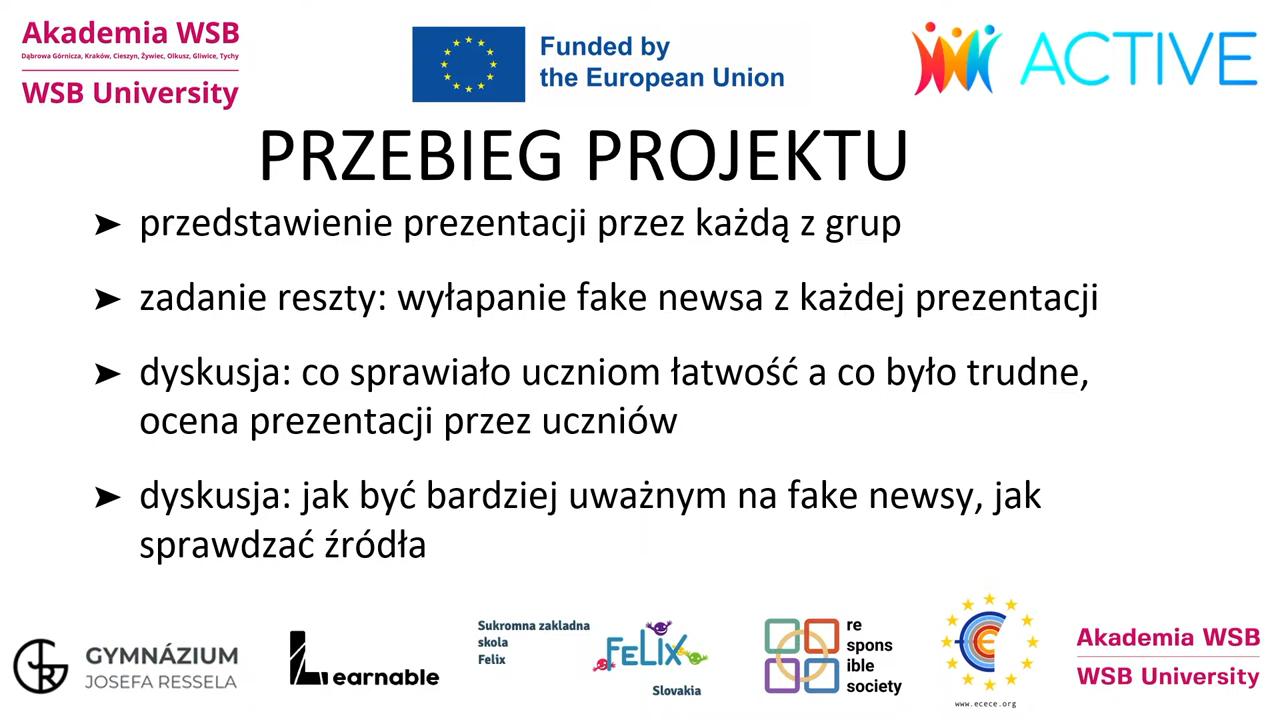 Akademia WSB
Dąbrowa Górnicza, Kraków, Cieszyn, Żywiec, Olkusz, Gliwice, Tychy
WSB University
Funded by
the European Union
ACTIVE
PRZEBIEG PROJEKTU
➤ przedstawienie prezentacji przez każdą z grup
➤ zadanie reszty: wyłapanie fake newsa z każdej prezentacji
➤ dyskusja: co sprawiało uczniom łatwość a co było trudne,
ocena prezentacji przez uczniów
➤ dyskusja: jak być bardziej uważnym na fake newsy, jak
sprawdzać źródła
GYMNÁZIUM
JOSEFA RESSELA
Learnable
Sukromna zakladna
skola
Felix
FELIX
Slovakia
re
spons
ible
society
www.ecece.org
Akademia WSB
WSB University